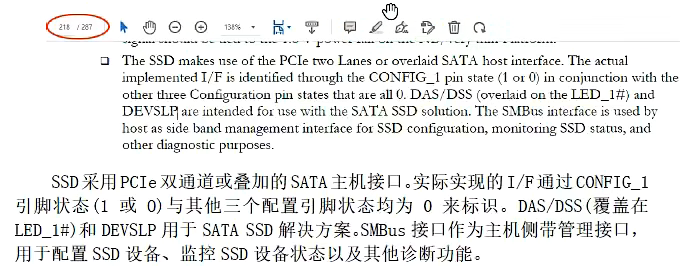 218 / 287
138%
The SSD makes use of the PCIe two Lanes or overlaid SATA host interface. The actual
implemented I/F is identified through the CONFIG_1 pin state (1 or 0) in conjunction with the
other three Configuration pin states that are all 0. DAS/DSS (overlaid on the LED_1#) and
DEVSLP are intended for use with the SATA SSD solution. The SMBus interface is used by
host as side band management interface for SSD configuration, monitoring SSD status, and
other diagnostic purposes.
SSD采用PCIe双通道或叠加的SATA主机接口。实际实现的I/F通过CONFIG_1
引脚状态(1 或 0)与其他三个配置引脚状态均为 0 来标识。DAS/DSS(覆盖在
LED_1#)和 DEVSLP 用于 SATA SSD 解决方案。SMBus 接口作为主机侧带管理接口，
用于配置 SSD 设备、监控 SSD 设备状态以及其他诊断功能。